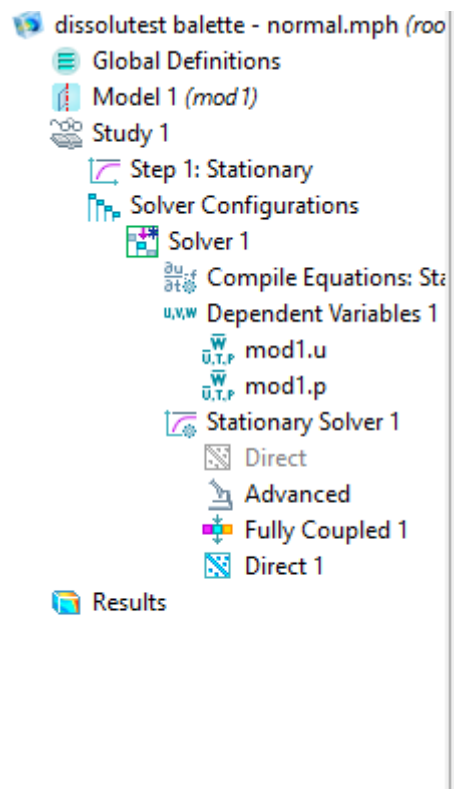 dissolutest balette - normal.mph (roo
Global Definitions
Model 1 (mod1)
Study 1
Step 1: Stationary
Solver Configurations
Solver 1
Compile Equations: Sta
u,v,w Dependent Variables 1
mod1.u
mod1.p
Stationary Solver 1
Direct
Advanced
Fully Coupled 1
Direct 1
Results